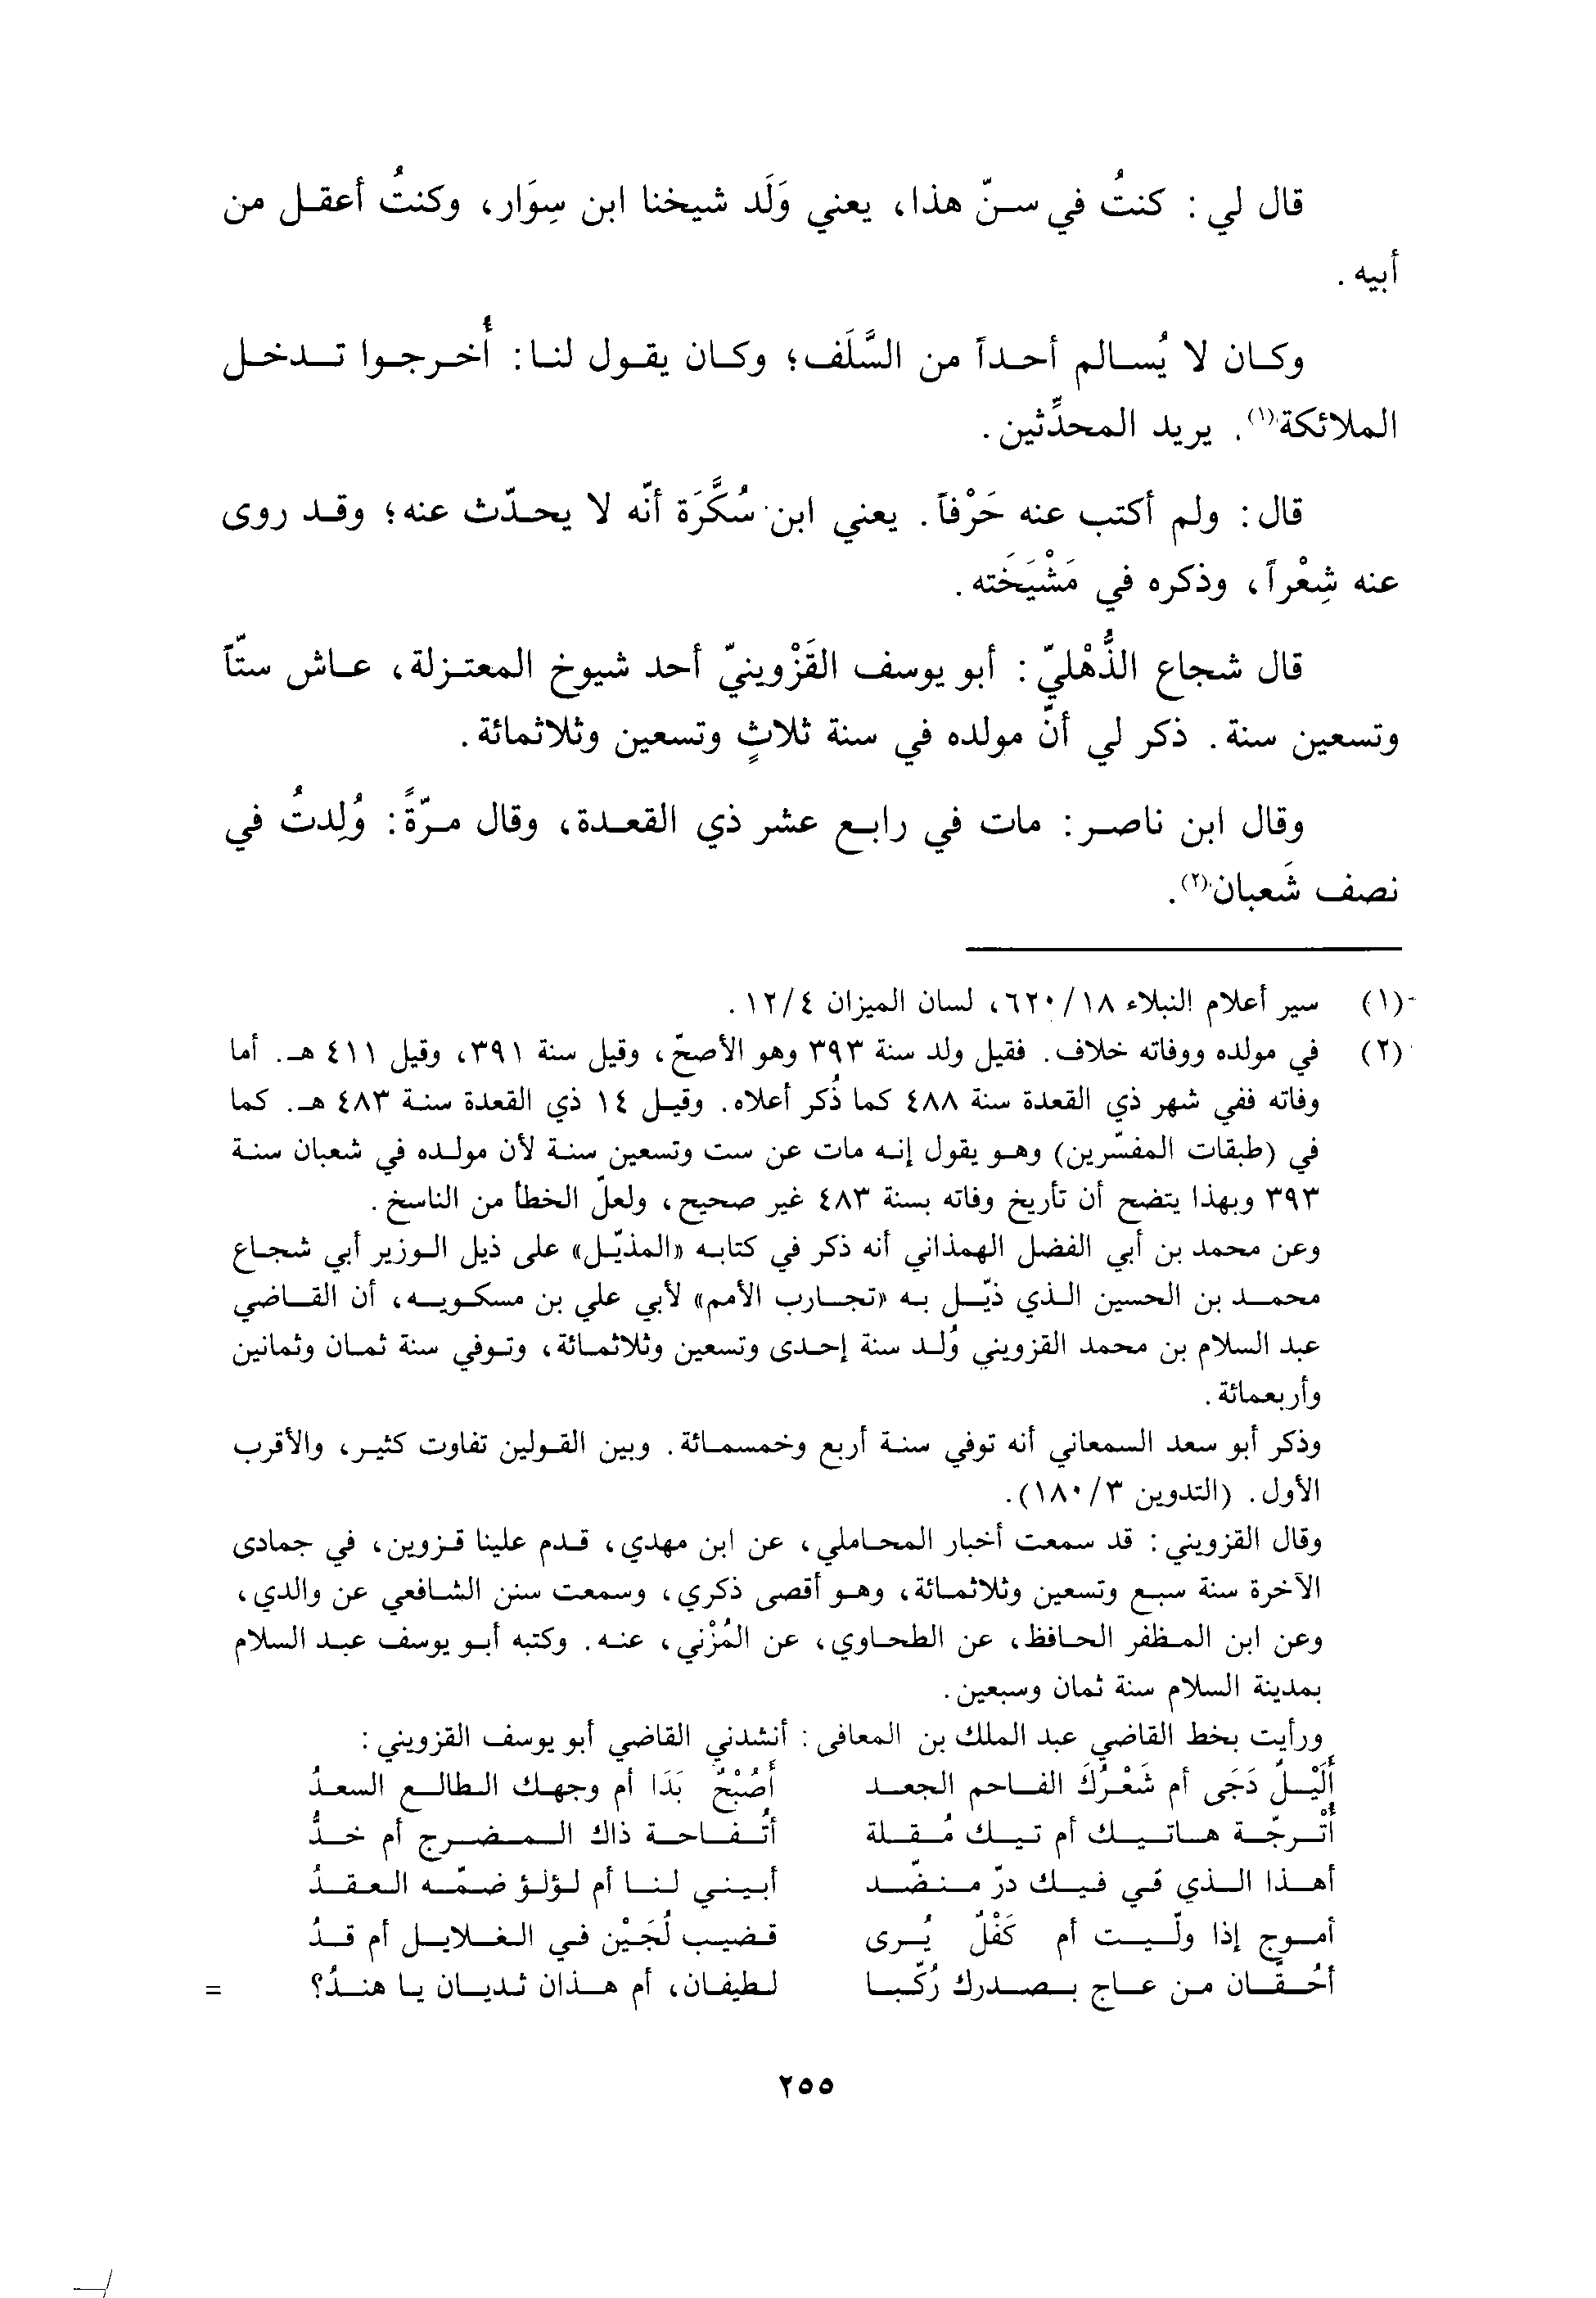 قال لي : كنتُ في سنّ هذا، يعني وَلَد شيخنا ابن سِوَار، وكنتُ أعقل من
أبيه .
وكان لا يُسالم أحداً من السَّلَف؛ وكان يقول لنا: أُخرجوا تدخل
الملائكة(١). يريد المحدِّثين.
قال: ولم أكتب عنه حَرْفاً. يعني ابن سُكَّرَة أنّه لا يحدّث عنه؛ وقد روى
عنه شِعْراً، وذكره في مَشْيَخَته.
قال شجاع الذُّهْليّ: أبو يوسف القَزْوينيّ أحد شيوخ المعتزلة، عاش ستّاً
وتسعين سنة. ذكر لي أنّ مولده في سنة ثلاثٍ وتسعين وثلاثمائة.
وقال ابن ناصر: مات في رابع عشر ذي القعدة، وقال مرّةً: وُلِدتُ في
نصف شَعبان(٢).
(١) سير أعلام النبلاء ١٨/ ٦٢٠، لسان الميزان ٤/ ١٢.
(٢) في مولده ووفاته خلاف. فقيل ولد سنة ٣٩٣ وهو الأصحّ، وقيل سنة ٣٩١، وقيل ٤١١ هـ. أما
وفاته ففي شهر ذي القعدة سنة ٤٨٨ كما ذُكر أعلاه. وقيل ١٤ ذي القعدة سنة ٤٨٣ هـ. كما
في (طبقات المفسّرين) وهو يقول إنه مات عن ست وتسعين سنة لأن مولده في شعبان سنة
٣٩٣ وبهذا يتضح أن تأريخ وفاته بسنة ٤٨٣ غير صحيح، ولعلّ الخطأ من الناسخ.
وعن محمد بن أبي الفضل الهمذاني أنه ذكر في كتابه «المذيّل» على ذيل الوزير أبي شجاع
محمد بن الحسين الذي ذيّل به «تجارب الأمم» لأبي علي بن مسكويه، أن القاضي
عبد السلام بن محمد القزويني وُلد سنة إحدى وتسعين وثلاثمائة، وتوفي سنة ثمان وثمانين
وأربعمائة.
وذكر أبو سعد السمعاني أنه توفي سنة أربع وخمسمائة. وبين القولين تفاوت كثير، والأقرب
الأول. (التدوين ٣/ ١٨٠).
وقال القزويني: قد سمعت أخبار المحاملي، عن ابن مهدي، قدم علينا قزوين، في جمادى
الآخرة سنة سبع وتسعين وثلاثمائة، وهو أقصى ذكري، وسمعت سنن الشافعي عن والدي،
وعن ابن المظفر الحافظ، عن الطحاوي، عن المُزْني، عنه. وكتبه أبو يوسف عبد السلام
بمدينة السلام سنة ثمان وسبعين.
ورأيت بخط القاضي عبد الملك بن المعافى: أنشدني القاضي أبو يوسف القزويني:
أَلَيْلٌ دَجَى أم شَعْرُكَ الفاحم الجعد أَصُبْحٌ بَدَا أم وجهك الطالع السعدُ
أُتْرجّة هاتيك أم تيك مُقلة أتُفاحة ذاك المضرج أم خدُّ
أهذا الذي في فيك درّ منضّد أبيني لنا أم لؤلؤ ضمّه العقدُ
أموج إذا ولّيت أم كَفْلٌ يُرى قضيب لُجَيْن في الغلايل أم قدُ
أحُقّان من عاج بصدرك رُكّبا لطيفان، أم هذان ثديان يا هندُ؟ =
٢٥٥